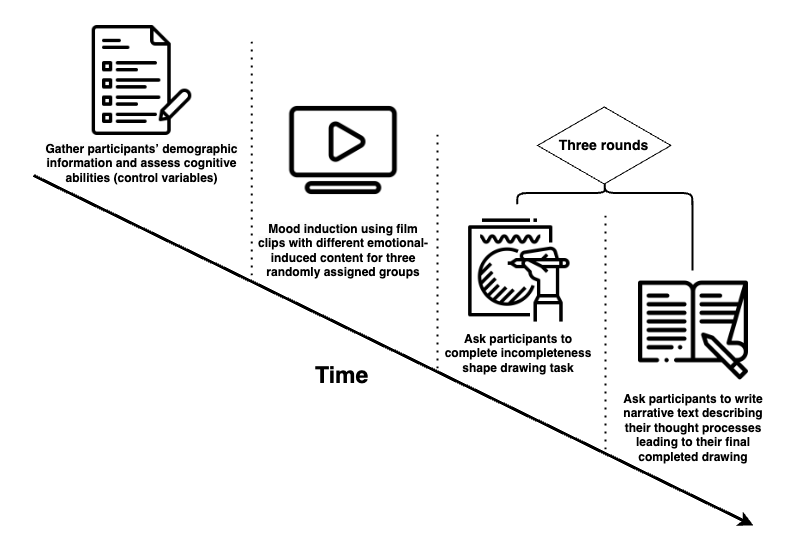 Gather participants' demographic
information and assess cognitive
abilities (control variables)
Mood induction using film
clips with different emotional-
induced content for three
randomly assigned groups
Three rounds
Ask participants to
complete incompleteness
shape drawing task
Ask participants to write
narrative text describing
their thought processes
leading to their final
completed drawing
Time